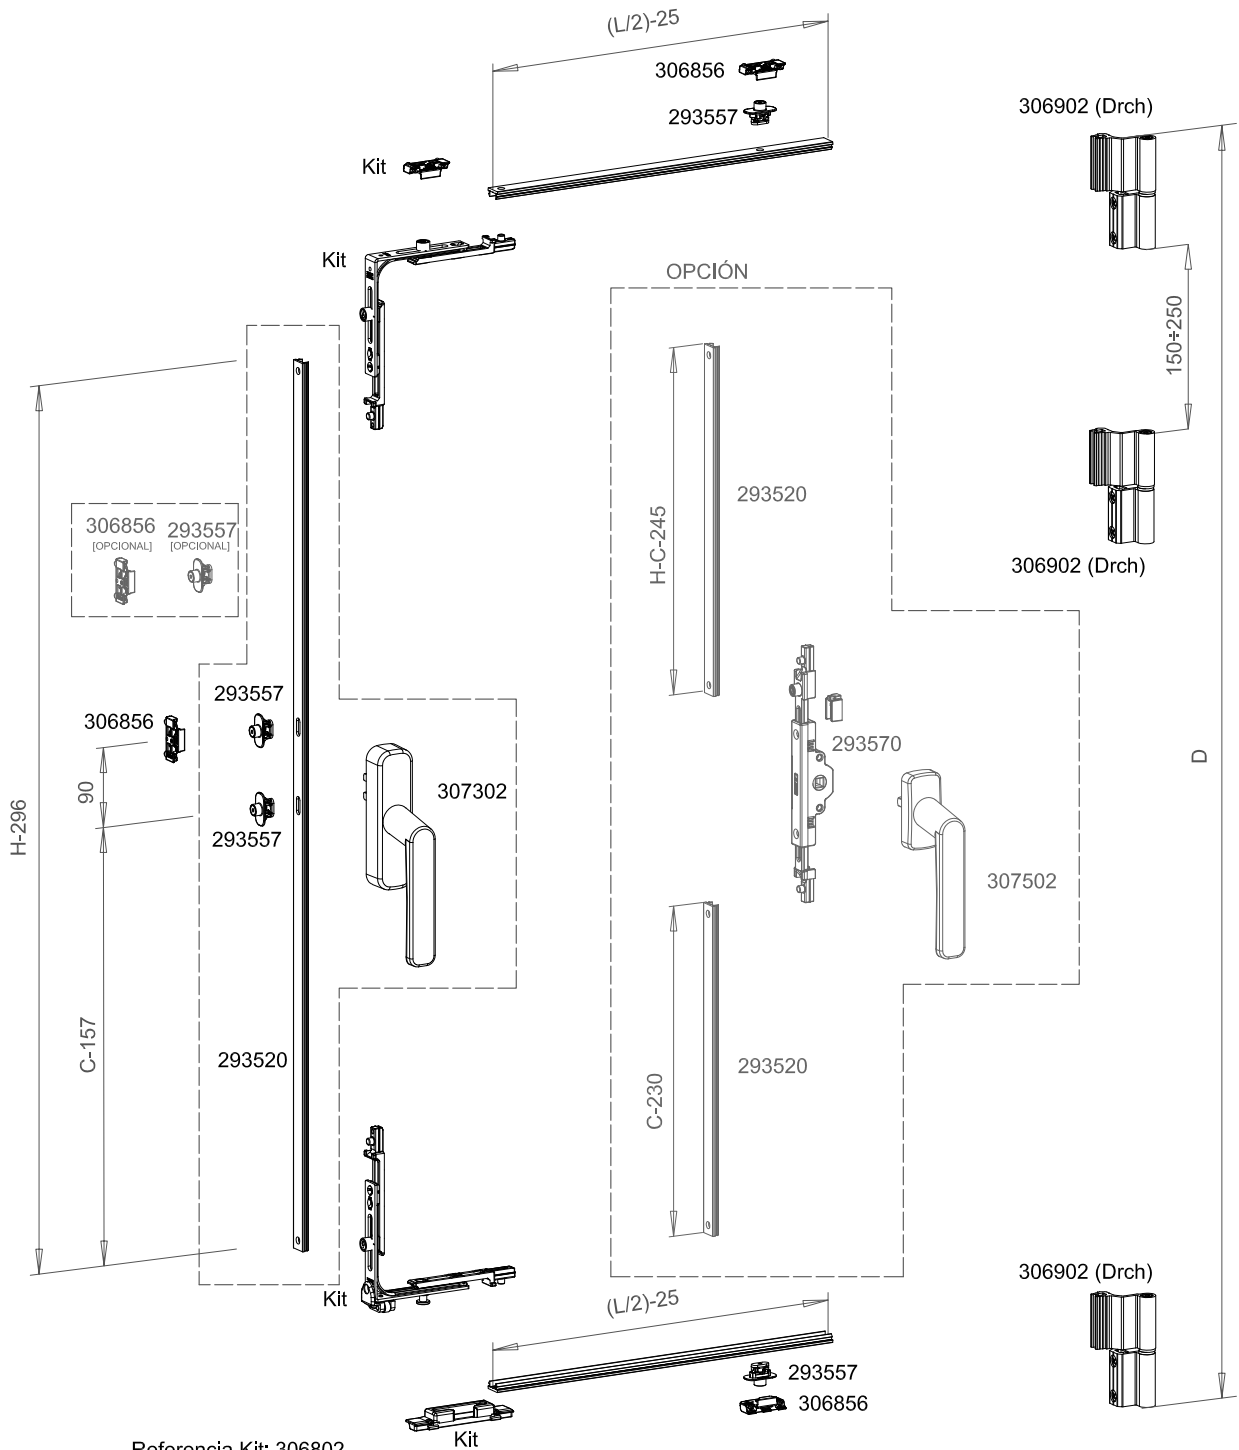 (L/2)-25
306856
293557
306902 (Drch)
Kit
Kit
OPCIÓN
150÷250
293520
H-C-245
306856
[OPCIONAL]
293557
[OPCIONAL]
306902 (Drch)
293557
306856
293570
D
90
307302
H-296
293557
307502
C-157
293520
293520
C-230
306902 (Drch)
Kit
(L/2)-25
293557
306856
Kit
Referencia Kit: 306802